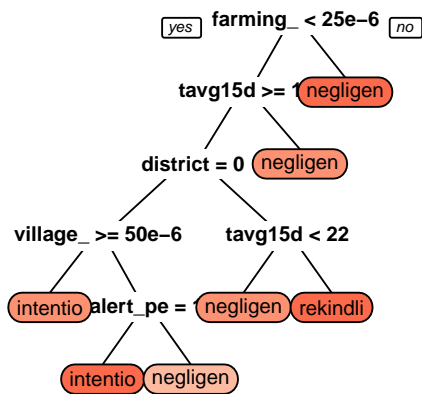 yes farming_ < 25e−6 no
tavg15d >= 1 negligen
district = 0 negligen
village_ >= 50e−6 tavg15d < 22
intentio alert_pe = 1 negligen rekindli
intentio negligen